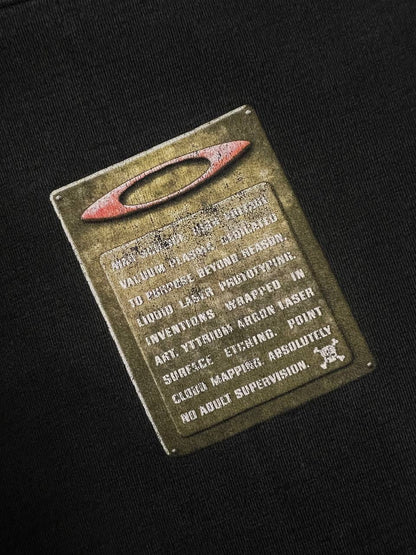 VACUUM PLASMA. DEDICATED
TO PURPOSE BEYOND REASON.
LIQUID LASER PROTOTYPING.
INVENTIONS WRAPPED IN
ART. YTTRIUM ARGON LASER
SURFACE ETCHING. POINT
CLOUD MAPPING. ABSOLUTELY
NO ADULT SUPERVISION.